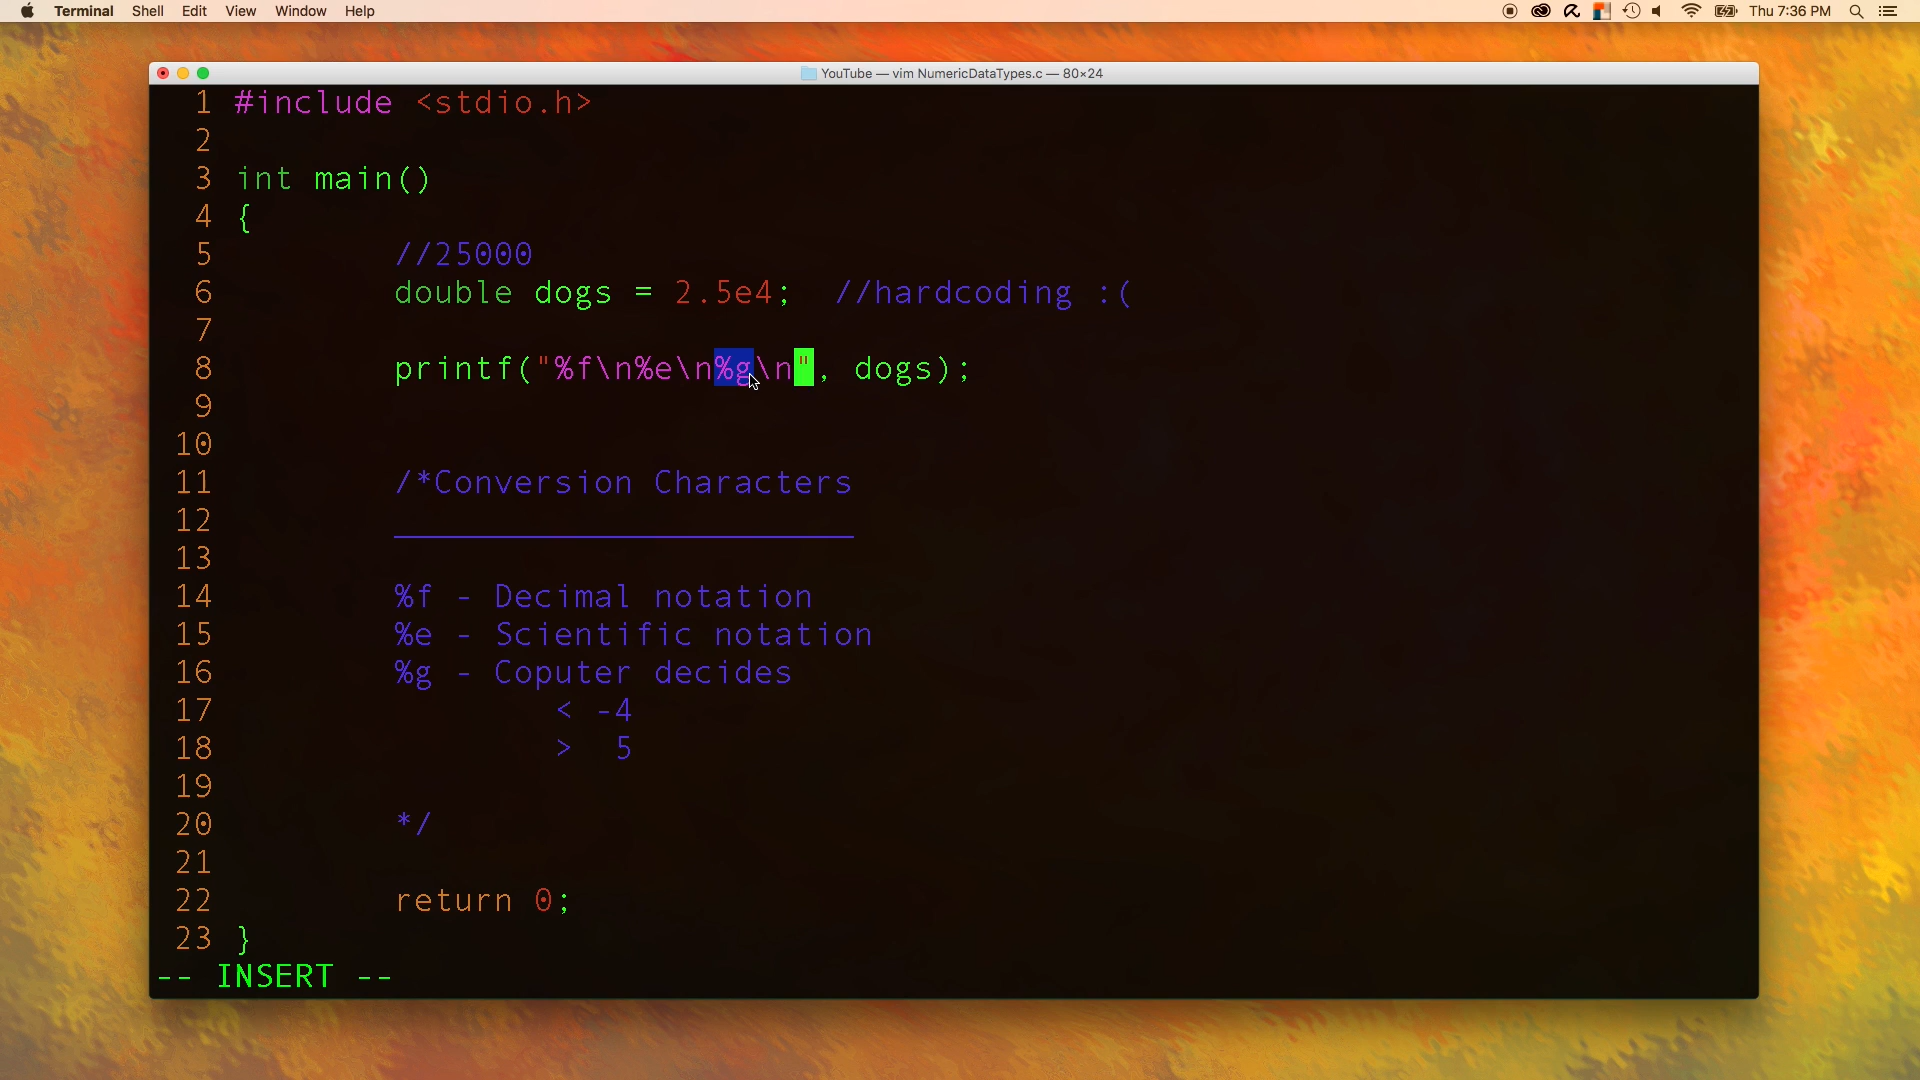 Terminal Shell Edit View Window Help Thu 7:36 PM
YouTube — vim NumericDataTypes.c — 80×24
1 #include <stdio.h>
2
3 int main()
4 {
5 //25000
6 double dogs = 2.5e4; //hardcoding :(
7
8 printf("%f\n%e\n%g\n", dogs);
9
10
11 /*Conversion Characters
12 _______________________
13
14 %f - Decimal notation
15 %e - Scientific notation
16 %g - Coputer decides
17 < -4
18 > 5
19
20 */
21
22 return 0;
23 }
-- INSERT --